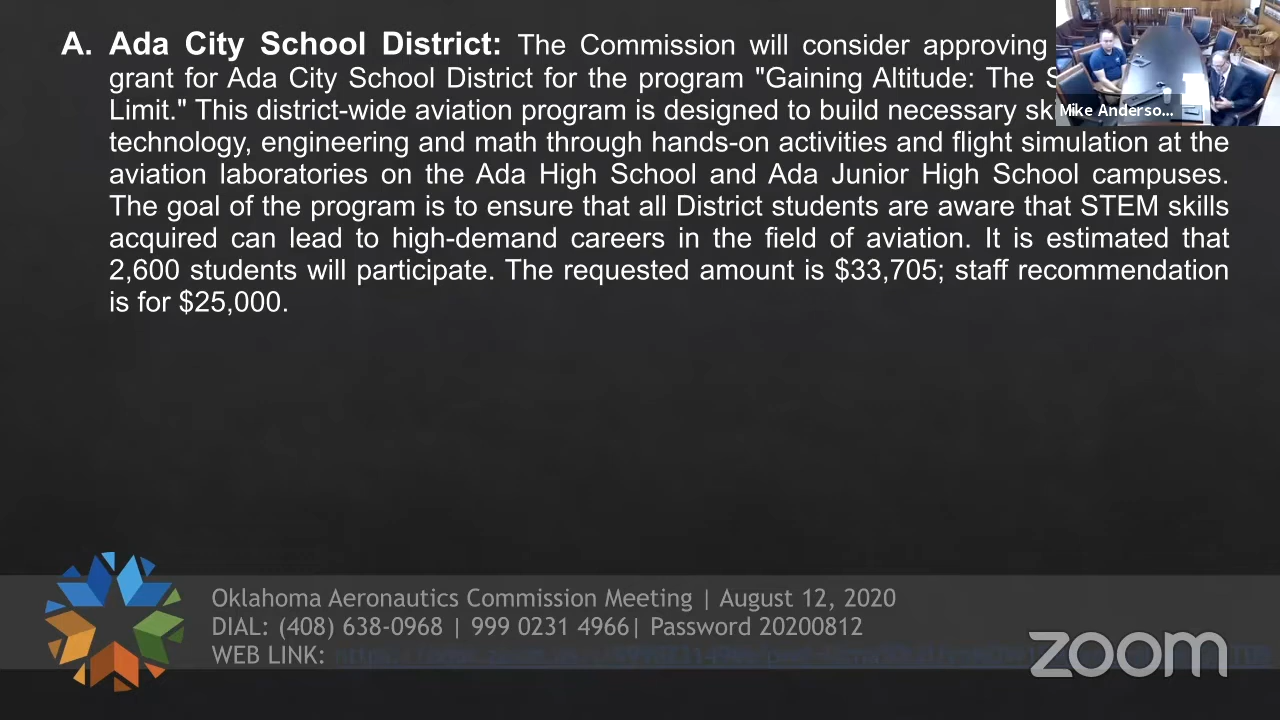 A. Ada City School District: The Commission will consider approving
grant for Ada City School District for the program "Gaining Altitude: The S
Limit." This district-wide aviation program is designed to build necessary sk
technology, engineering and math through hands-on activities and flight simulation at the
aviation laboratories on the Ada High School and Ada Junior High School campuses.
The goal of the program is to ensure that all District students are aware that STEM skills
acquired can lead to high-demand careers in the field of aviation. It is estimated that
2,600 students will participate. The requested amount is $33,705; staff recommendation
is for $25,000.
Mike Anderso...
Oklahoma Aeronautics Commission Meeting | August 12, 2020
DIAL: (408) 638-0968 | 999 0231 4966| Password 20200812
WEB LINK:
zoom